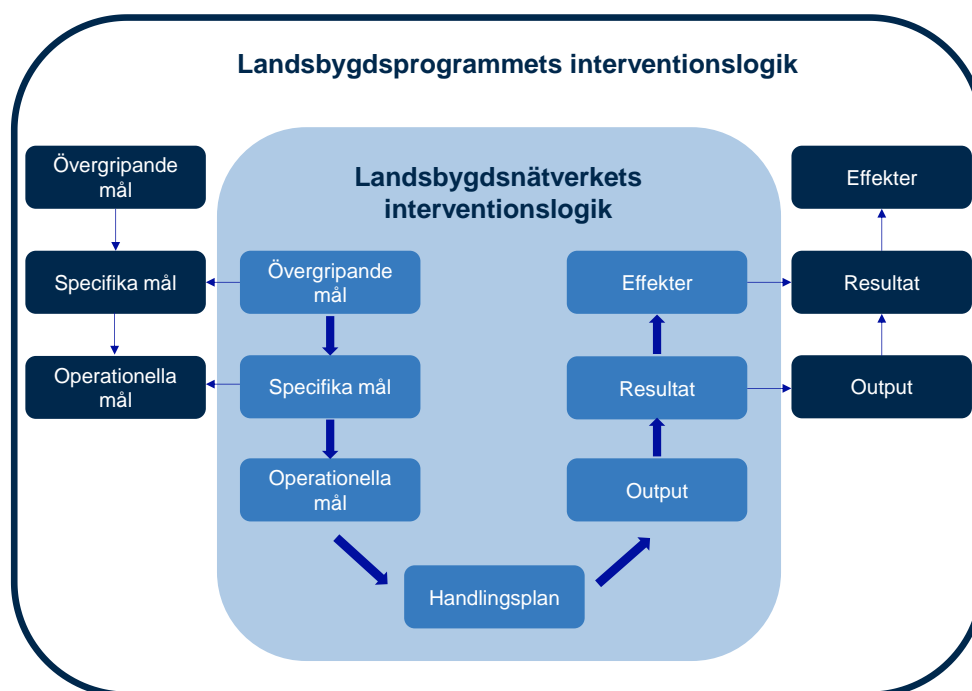 Landsbygdsprogrammets interventionslogik
Övergripande
mål
Specifika mål
Operationella
mål
Landsbygdsnätverkets
interventionslogik
Övergripande
mål
Specifika mål
Operationella
mål
Handlingsplan
Effekter
Resultat
Output
Effekter
Resultat
Output